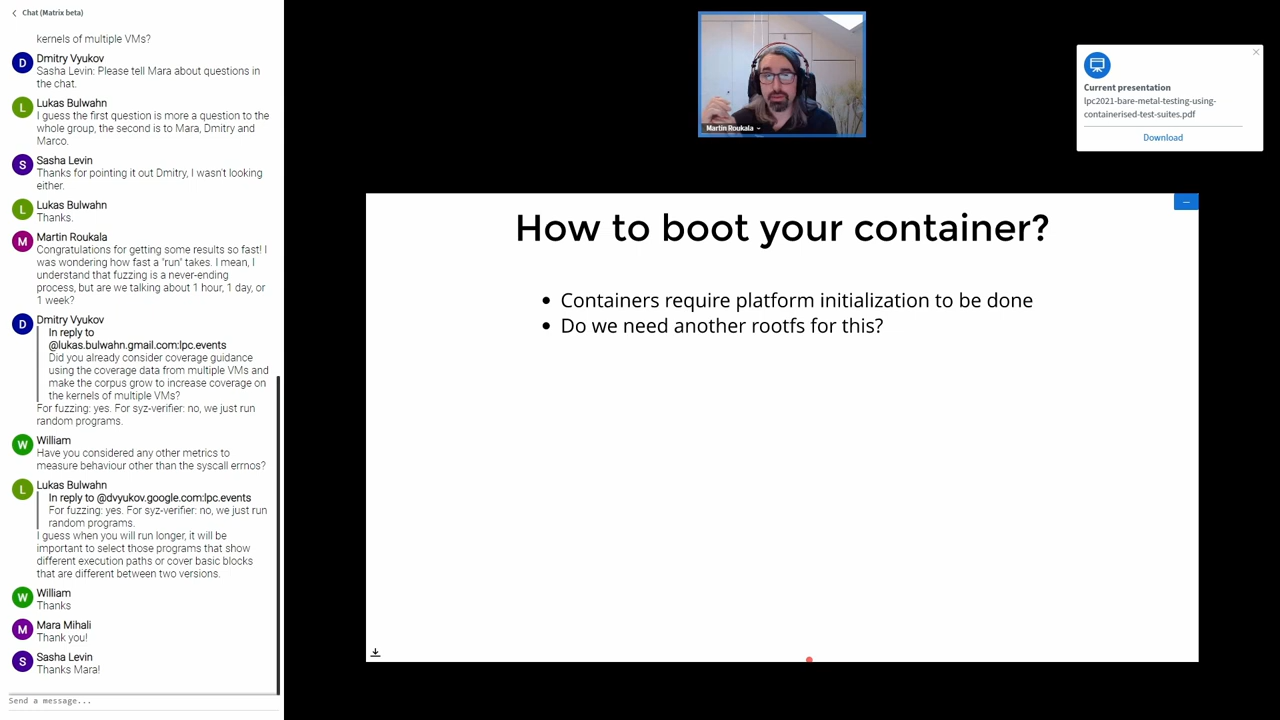 Chat (Matrix beta)
kernels of multiple VMs?
D
Dmitry Vyukov
Sasha Levin: Please tell Mara about questions in
the chat.
L
Lukas Bulwahn
I guess the first question is more a question to the
whole group, the second is to Mara, Dmitry and
Marco.
S
Sasha Levin
Thanks for pointing it out Dmitry, I wasn't looking
either.
L
Lukas Bulwahn
Thanks.
M
Martin Roukala
Congratulations for getting some results so fast! I
was wondering how fast a "run" takes. I mean, I
understand that fuzzing is a never-ending
process, but are we talking about 1 hour, 1 day, or
1 week?
D
Dmitry Vyukov
In reply to
@lukas.bulwahn.gmail.com:lpc.events
Did you already consider coverage guidance
using the coverage data from multiple VMs and
make the corpus grow to increase coverage on
the kernels of multiple VMs?
For fuzzing: yes. For syz-verifier: no, we just run
random programs.
W
William
Have you considered any other metrics to
measure behaviour other than the syscall errnos?
L
Lukas Bulwahn
In reply to @dvyukov.google.com:lpc.events
For fuzzing: yes. For syz-verifier: no, we just run
random programs.
I guess when you will run longer, it will be
important to select those programs that show
different execution paths or cover basic blocks
that are different between two versions.
W
William
Thanks
M
Mara Mihali
Thank you!
S
Sasha Levin
Thanks Mara!
Send a message...
Martin Roukala
Current presentation
lpc2021-bare-metal-testing-using-
containerised-test-suites.pdf
Download
How to boot your container?
• Containers require platform initialization to be done
• Do we need another rootfs for this?